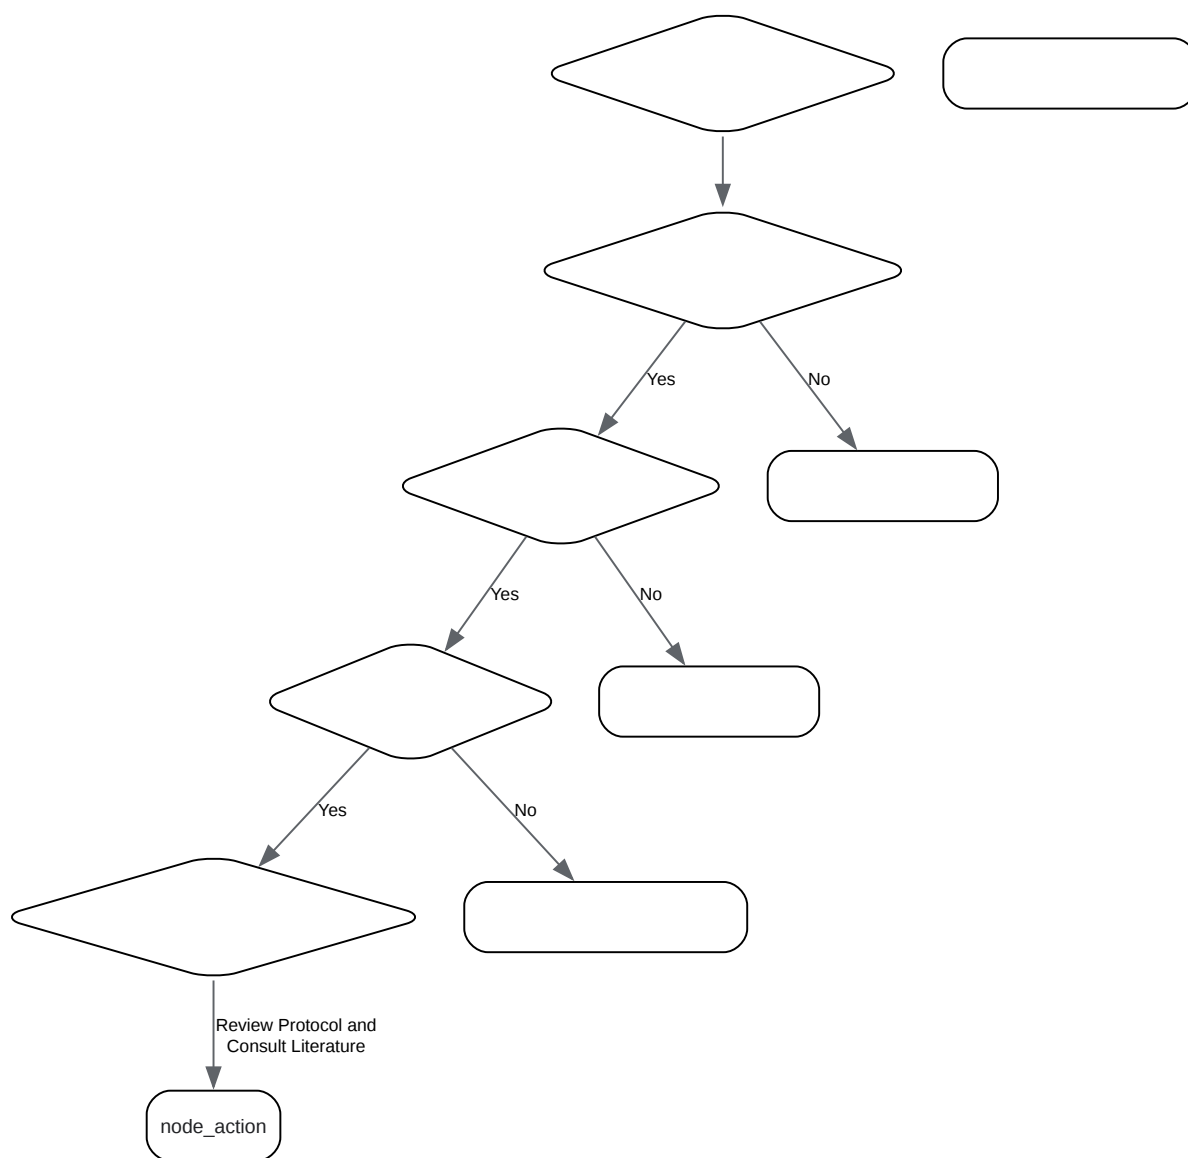 Yes
No
Yes
No
Yes
No
Review Protocol and
Consult Literature
node_action